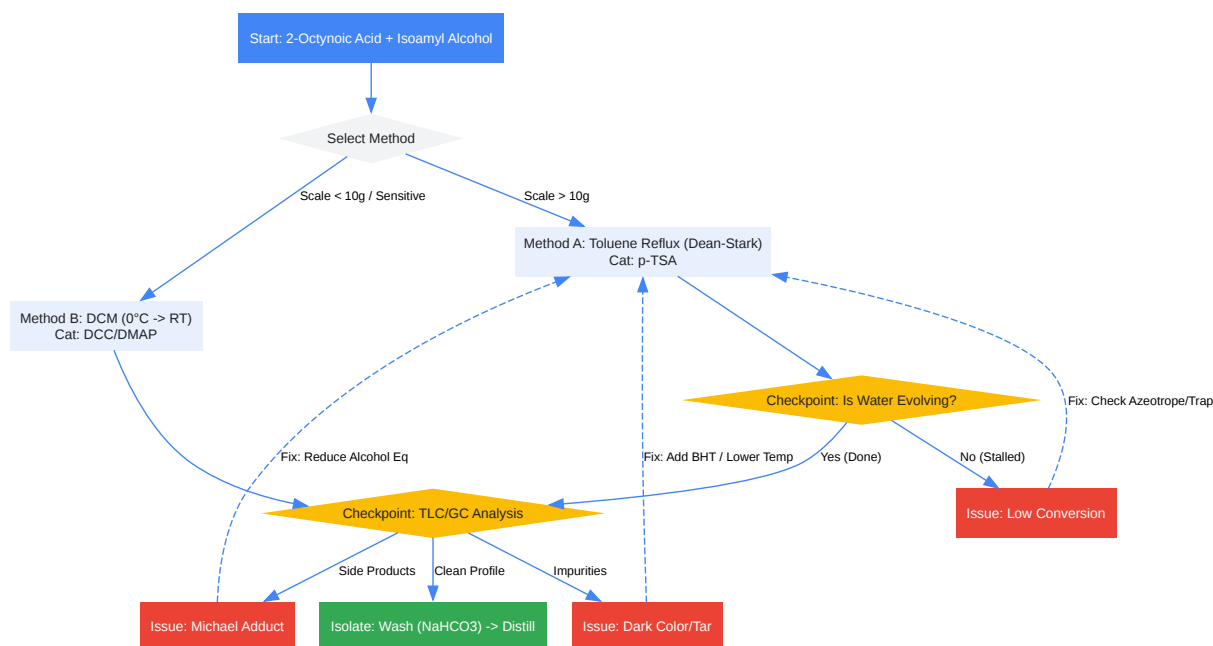 Start: 2-Octynoic Acid + Isoamyl Alcohol
Select Method
Scale < 10g / Sensitive
Scale > 10g
Method A: Toluene Reflux (Dean-Stark)
Cat: p-TSA
Method B: DCM (0°C -> RT)
Cat: DCC/DMAP
Checkpoint: Is Water Evolving?
Fix: Check Azeotrope/Trap
Fix: Reduce Alcohol Eq
Fix: Add BHT / Lower Temp
Yes (Done)
No (Stalled)
Checkpoint: TLC/GC Analysis
Issue: Low Conversion
Side Products
Clean Profile
Impurities
Issue: Michael Adduct
Isolate: Wash (NaHCO3) -> Distill
Issue: Dark Color/Tar